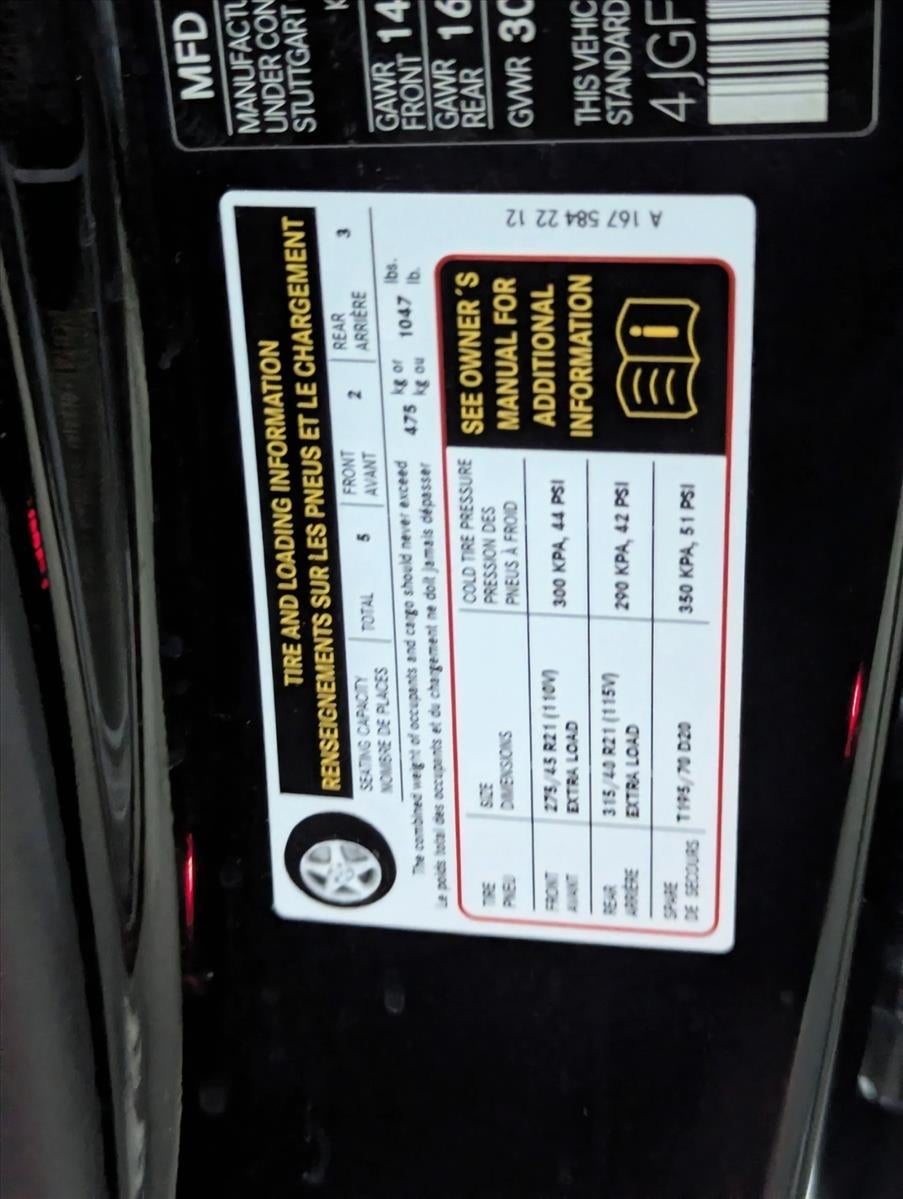 MFD
MANUFACTU
UNDER CON
STUTTGART
K
GAWR
FRONT 14
GAWR
REAR 16
GVWR 30
THIS VEHIC
STANDARD
4JGF
TIRE AND LOADING INFORMATION
RENSEIGNEMENTS SUR LES PNEUS ET LE CHARGEMENT
SEATING CAPACITY
NOMBRE DE PLACES
TOTAL 5
FRONT
AVANT 2
REAR
ARRIÈRE 3
The combined weight of occupants and cargo should never exceed 475 kg or 1047 lbs.
Le poids total des occupants et du chargement ne doit jamais dépasser kg ou lb.
TIRE
PNEU
SIZE
DIMENSIONS
COLD TIRE PRESSURE
PRESSION DES
PNEUS À FROID
FRONT
AVANT
275/45 R21 (110V)
EXTRA LOAD
300 KPA, 44 PSI
REAR
ARRIÈRE
315/40 R21 (115V)
EXTRA LOAD
290 KPA, 42 PSI
SPARE
DE SECOURS
T195/70 D20
350 KPA, 51 PSI
SEE OWNER'S
MANUAL FOR
ADDITIONAL
INFORMATION
i
A 167 584 22 12